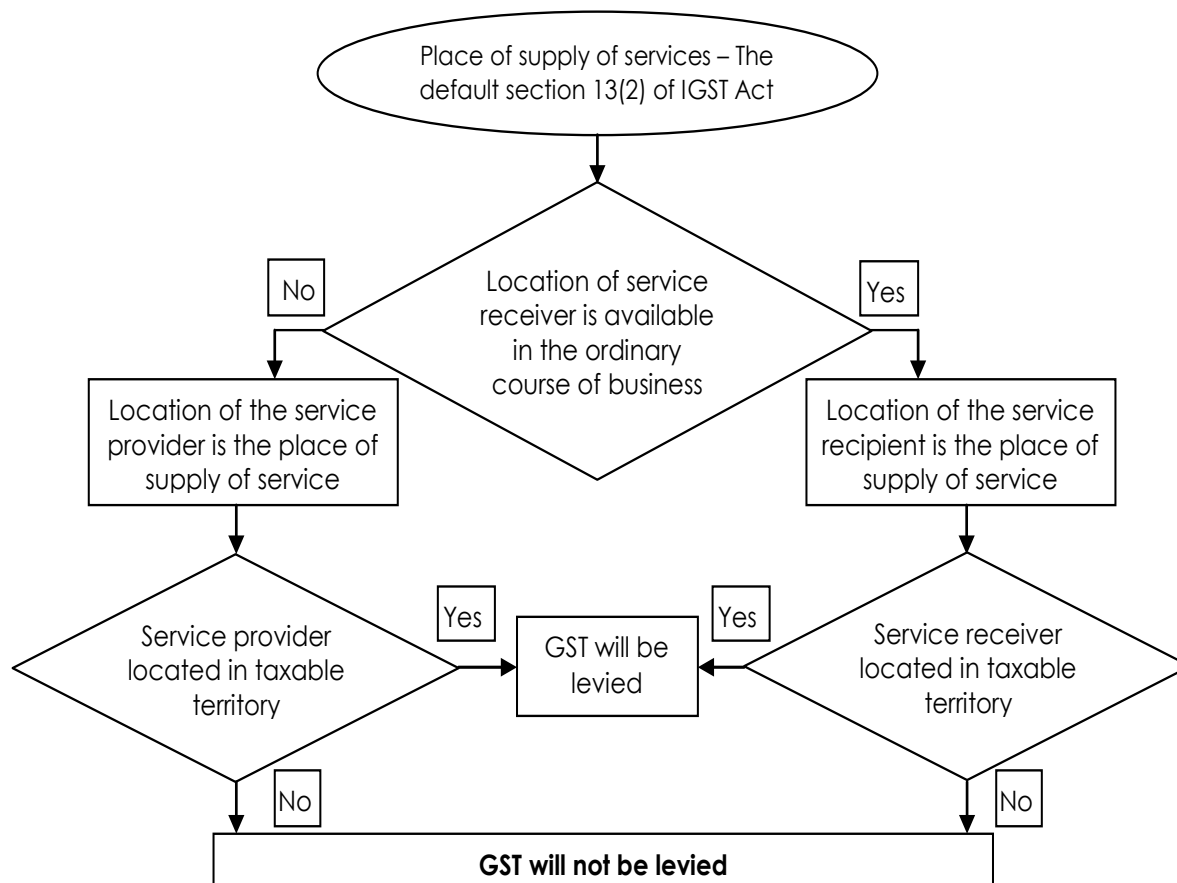 Place of supply of services – The
default section 13(2) of IGST Act
No
Location of service
receiver is available
in the ordinary
course of business
Yes
Location of the service
provider is the place of
supply of service
Location of the service
recipient is the place of
supply of service
Service provider
located in taxable
territory
Yes
GST will be
levied
Yes
Service receiver
located in taxable
territory
No
No
GST will not be levied